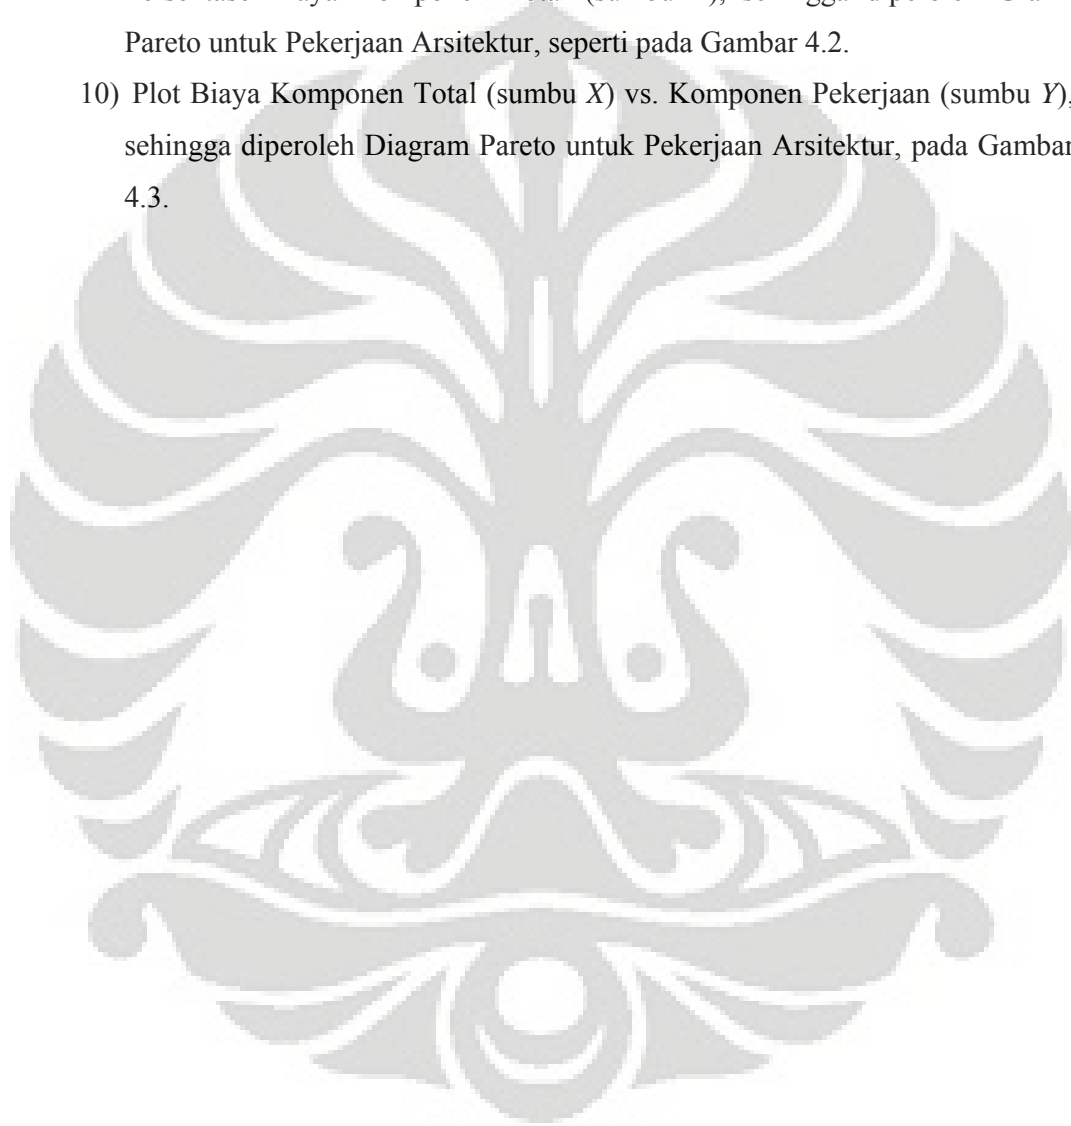 Pareto untuk Pekerjaan Arsitektur, seperti pada Gambar 4.2.
10) Plot Biaya Komponen Total (sumbu X) vs. Komponen Pekerjaan (sumbu Y),
sehingga diperoleh Diagram Pareto untuk Pekerjaan Arsitektur, pada Gambar
4.3.